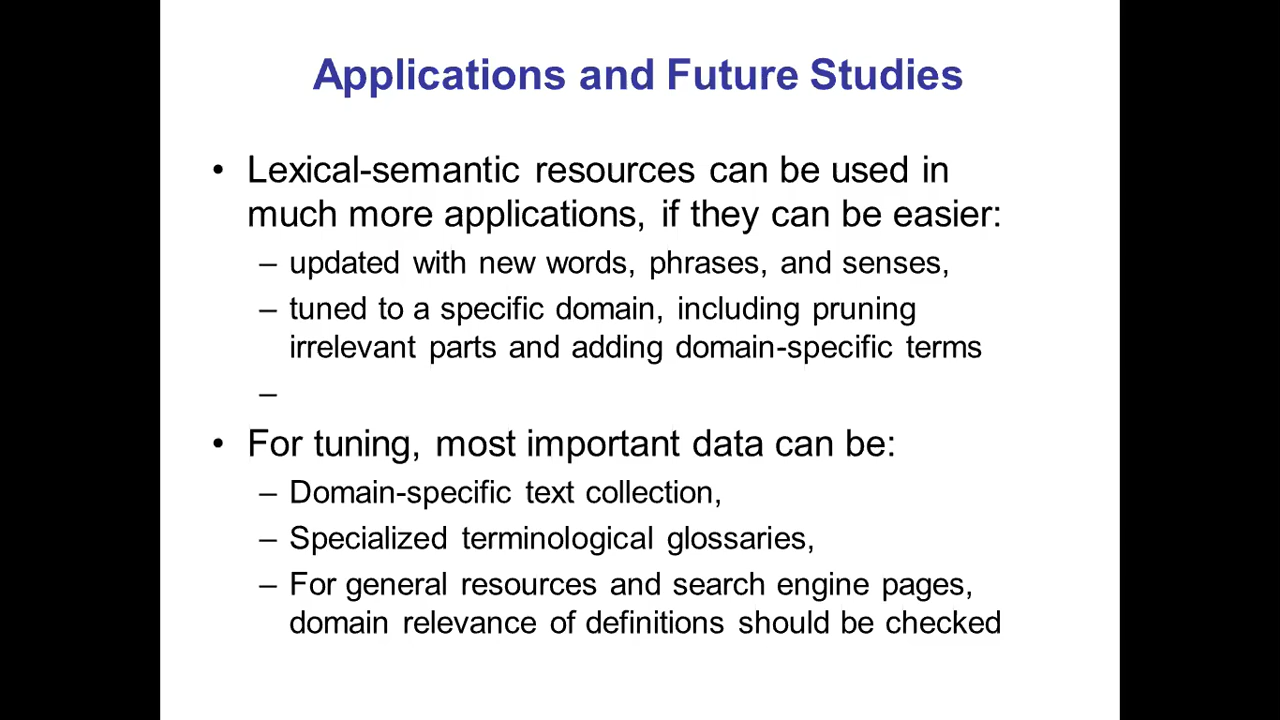 Applications and Future Studies
• Lexical-semantic resources can be used in
much more applications, if they can be easier:
– updated with new words, phrases, and senses,
– tuned to a specific domain, including pruning
irrelevant parts and adding domain-specific terms
–
• For tuning, most important data can be:
– Domain-specific text collection,
– Specialized terminological glossaries,
– For general resources and search engine pages,
domain relevance of definitions should be checked